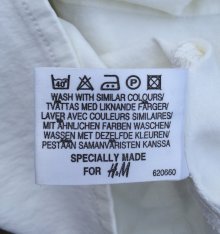 40
WASH WITH SIMILAR COLOURS/
TVÄTTAS MED LIKNANDE FÄRGER/
LAVER AVEC COULEURS SIMILAIRES/
MIT ÄHNLICHEN FARBEN WASCHEN/
WASSEN MET DEZELFDE KLEUREN/
PESTÄÄN SAMANVÄRISTEN KANSSA
SPECIALLY MADE
FOR H&M
620660